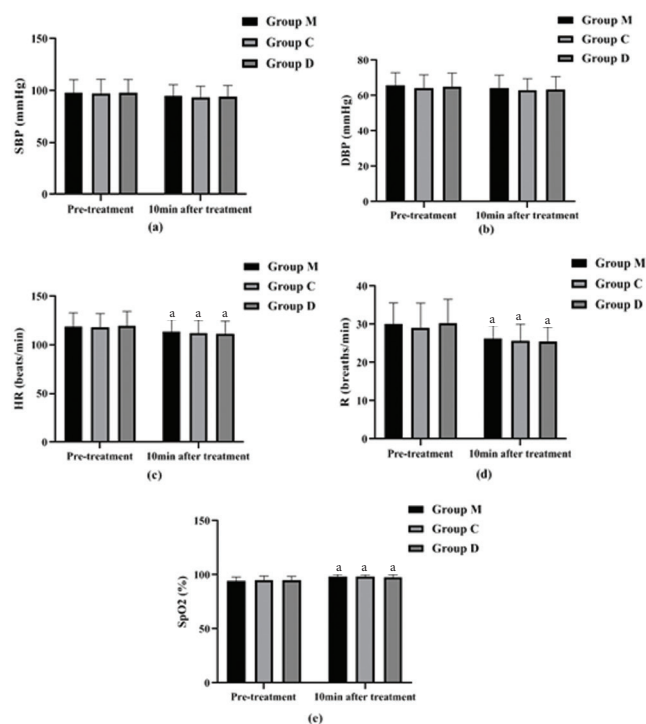 Group M
Group C
Group D
150
100
50
0
SBP (mmHg)
Pre-treatment 10min after treatment
(a)
Group M
Group C
Group D
80
60
40
20
0
DBP (mmHg)
Pre-treatment 10min after treatment
(b)
Group M
Group C
Group D
150
100
50
0
HR (beats/min)
a a a
Pre-treatment 10min after treatment
(c)
Group M
Group C
Group D
40
30
20
10
0
R (breaths/min)
a a a
Pre-treatment 10min after treatment
(d)
Group M
Group C
Group D
150
100
50
0
SpO2 (%)
a a a
Pre-treatment 10min after treatment
(e)